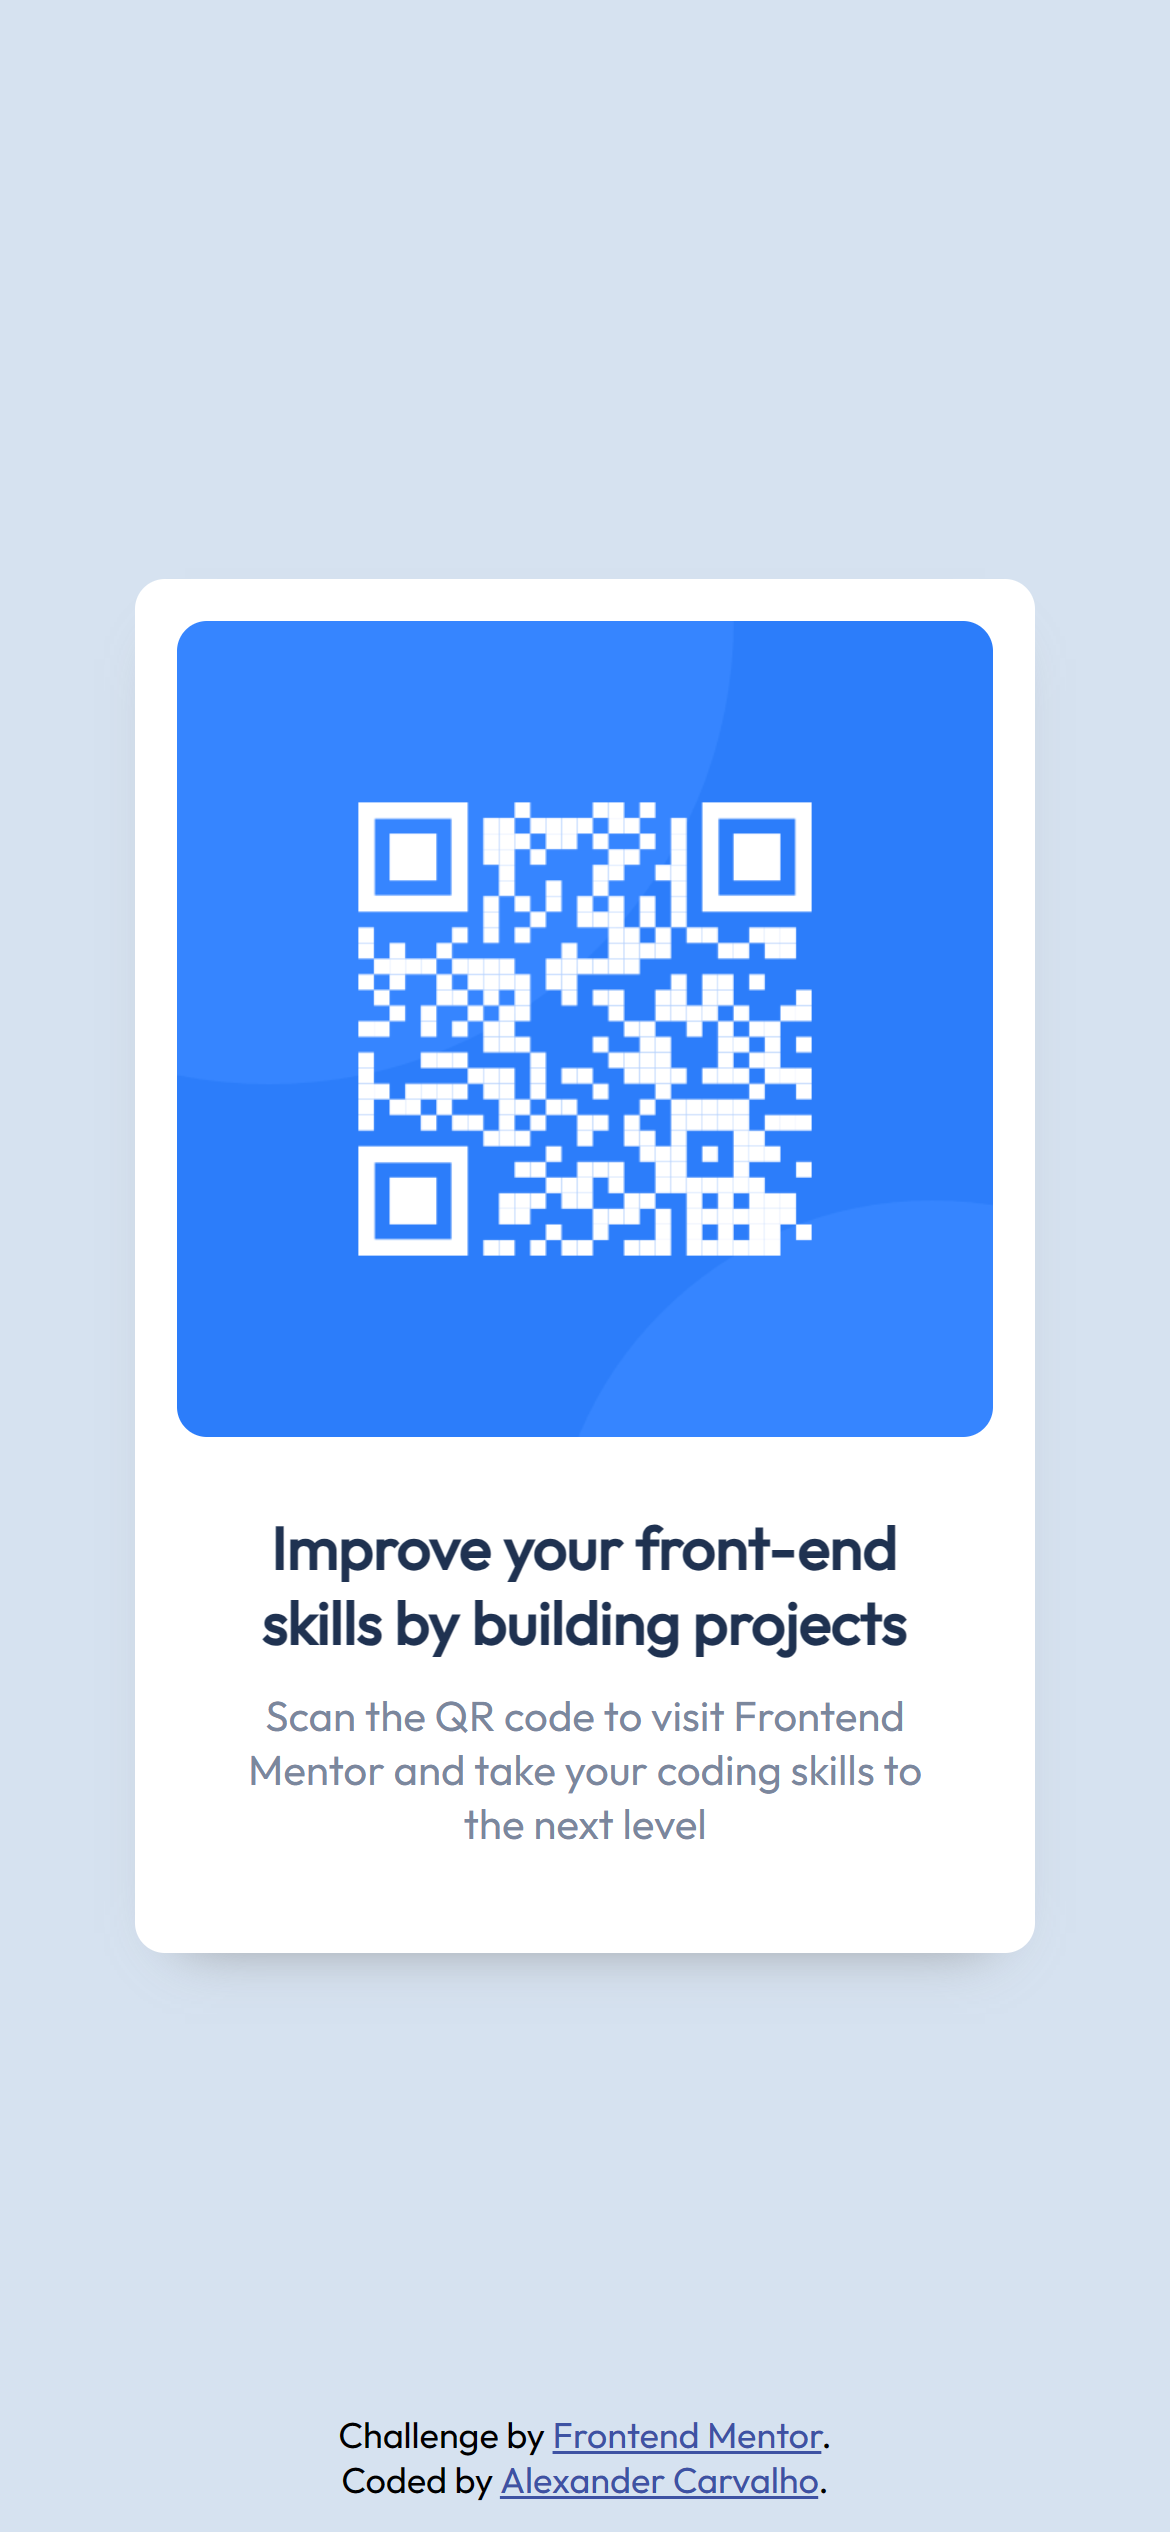 Improve your front-end
skills by building projects
Scan the QR code to visit Frontend
Mentor and take your coding skills to
the next level
Challenge by Frontend Mentor.
Coded by Alexander Carvalho.